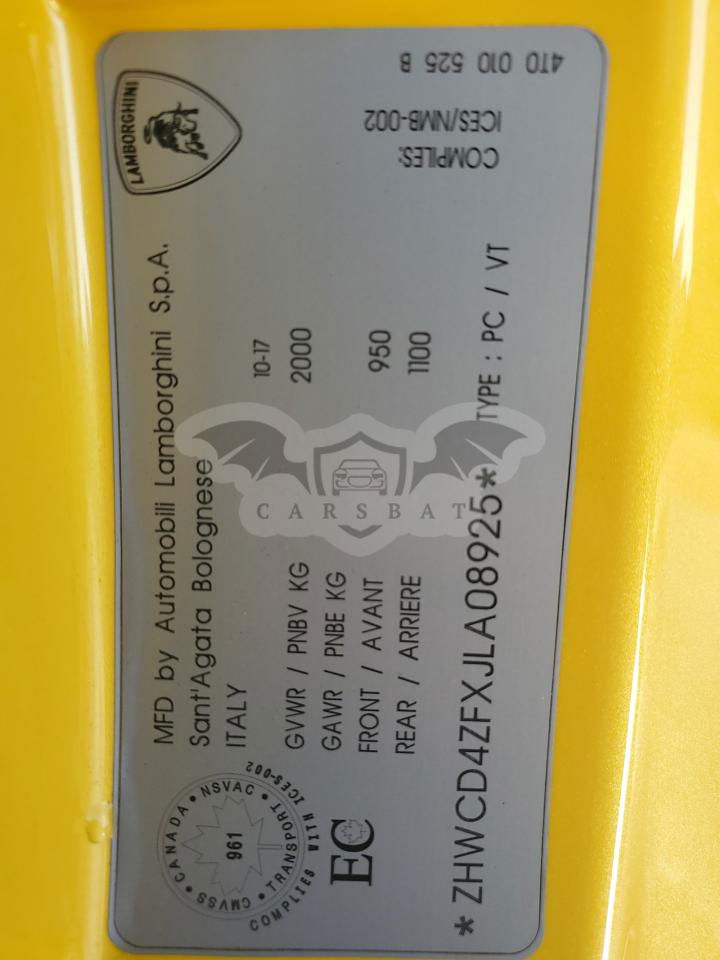 LAMBORGHINI
MFD by Automobili Lamborghini S.p.A.
Sant'Agata Bolognese
ITALY
10-17
GVWR / PNBV KG 2000
GAWR / PNBE KG
FRONT / AVANT 950
REAR / ARRIERE 1100
*ZHWCD4ZFXJLA08925* TYPE : PC / VT
CANADA • NSVAC • TRANSPORT • CMVSS •
961
COMPLIES WITH ICES-002
EC
COMPILES:
ICES/NMB-002
4T0 010 525 B
CARSBAT